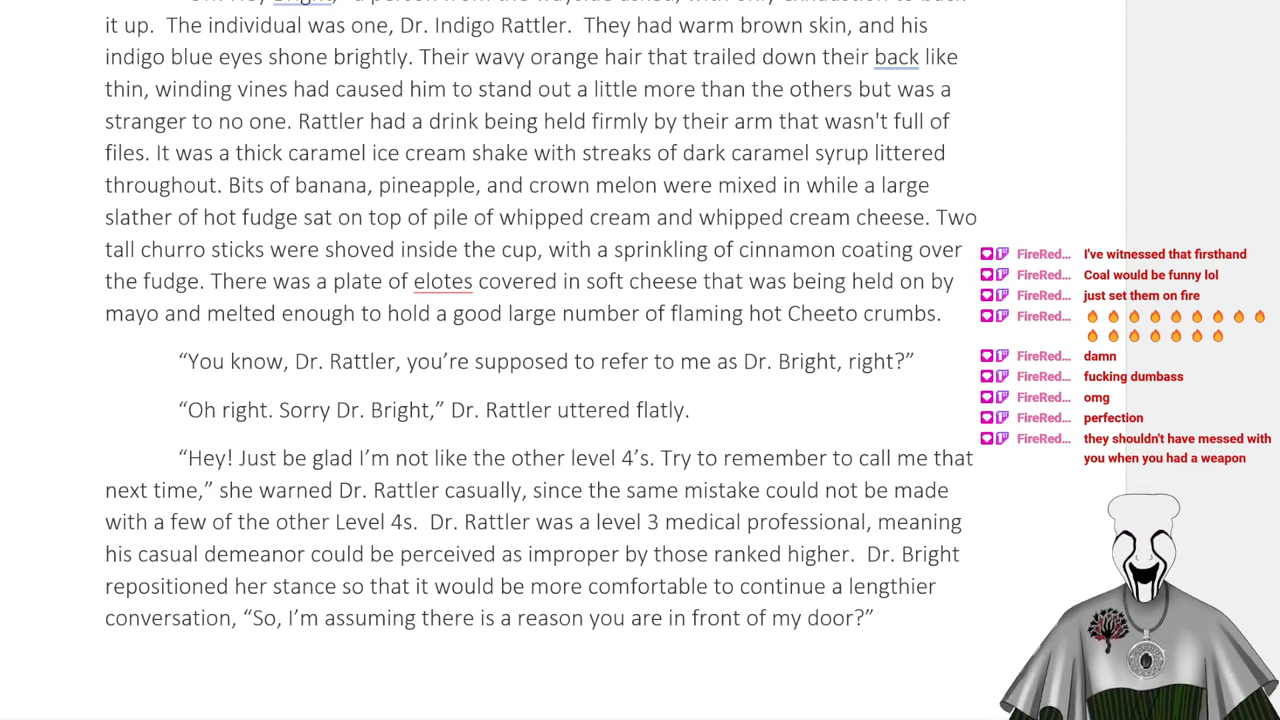 it up.  The individual was one, Dr. Indigo Rattler.  They had warm brown skin, and his
indigo blue eyes shone brightly. Their wavy orange hair that trailed down their back like
thin, winding vines had caused him to stand out a little more than the others but was a
stranger to no one. Rattler had a drink being held firmly by their arm that wasn't full of
files. It was a thick caramel ice cream shake with streaks of dark caramel syrup littered
throughout. Bits of banana, pineapple, and crown melon were mixed in while a large
slather of hot fudge sat on top of pile of whipped cream and whipped cream cheese. Two
tall churro sticks were shoved inside the cup, with a sprinkling of cinnamon coating over
the fudge. There was a plate of elotes covered in soft cheese that was being held on by
mayo and melted enough to hold a good large number of flaming hot Cheeto crumbs.
“You know, Dr. Rattler, you’re supposed to refer to me as Dr. Bright, right?”
“Oh right. Sorry Dr. Bright,” Dr. Rattler uttered flatly.
“Hey! Just be glad I’m not like the other level 4’s. Try to remember to call me that
next time,” she warned Dr. Rattler casually, since the same mistake could not be made
with a few of the other Level 4s.  Dr. Rattler was a level 3 medical professional, meaning
his casual demeanor could be perceived as improper by those ranked higher.  Dr. Bright
repositioned her stance so that it would be more comfortable to continue a lengthier
conversation, “So, I’m assuming there is a reason you are in front of my door?”
FireRed... I've witnessed that firsthand
FireRed... Coal would be funny lol
FireRed... just set them on fire
FireRed... 🔥🔥🔥🔥🔥🔥🔥🔥🔥
🔥🔥🔥🔥🔥🔥🔥
FireRed... damn
FireRed... fucking dumbass
FireRed... omg
FireRed... perfection
FireRed... they shouldn't have messed with
you when you had a weapon